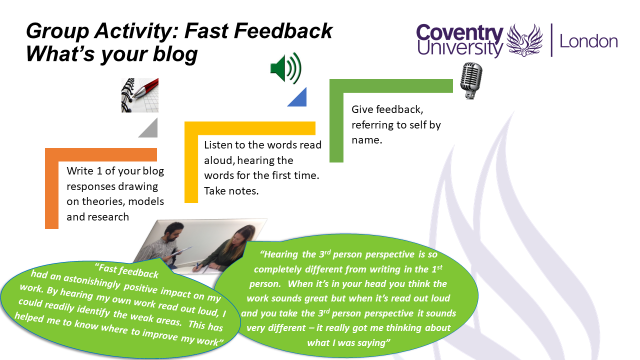 Group Activity: Fast Feedback
What's your blog
Coventry
University
London
Write 1 of your blog
responses drawing
on theories, models
and research
Listen to the words read
aloud, hearing the
words for the first time.
Take notes.
Give feedback,
referring to self by
name.
"Fast feedback
had an astonishingly positive impact on my
work. By hearing my own work read out loud, I
could readily identify the weak areas.  This has
helped me to know where to improve my work"
"Hearing the 3rd person perspective is so
completely different from writing in the 1st
person.  When it's in your head you think the
work sounds great but when it's read out loud
and you take the 3rd person perspective it sounds
very different – it really got me thinking about
what I was saying"